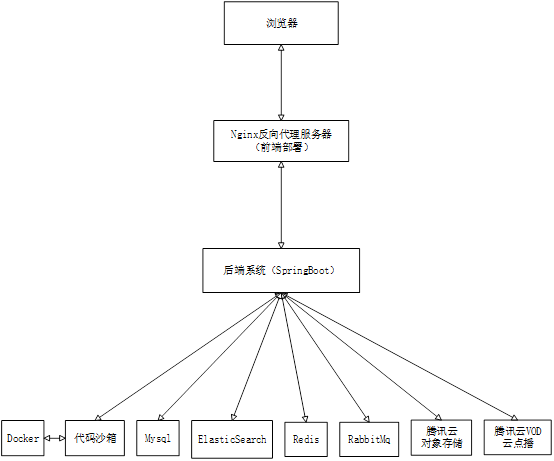 浏览器
Nginx反向代理服务器
（前端部署）
后端系统（SpringBoot）
Docker
代码沙箱
Mysql
ElasticSearch
Redis
RabbitMq
腾讯云
对象存储
腾讯云VOD
云点播